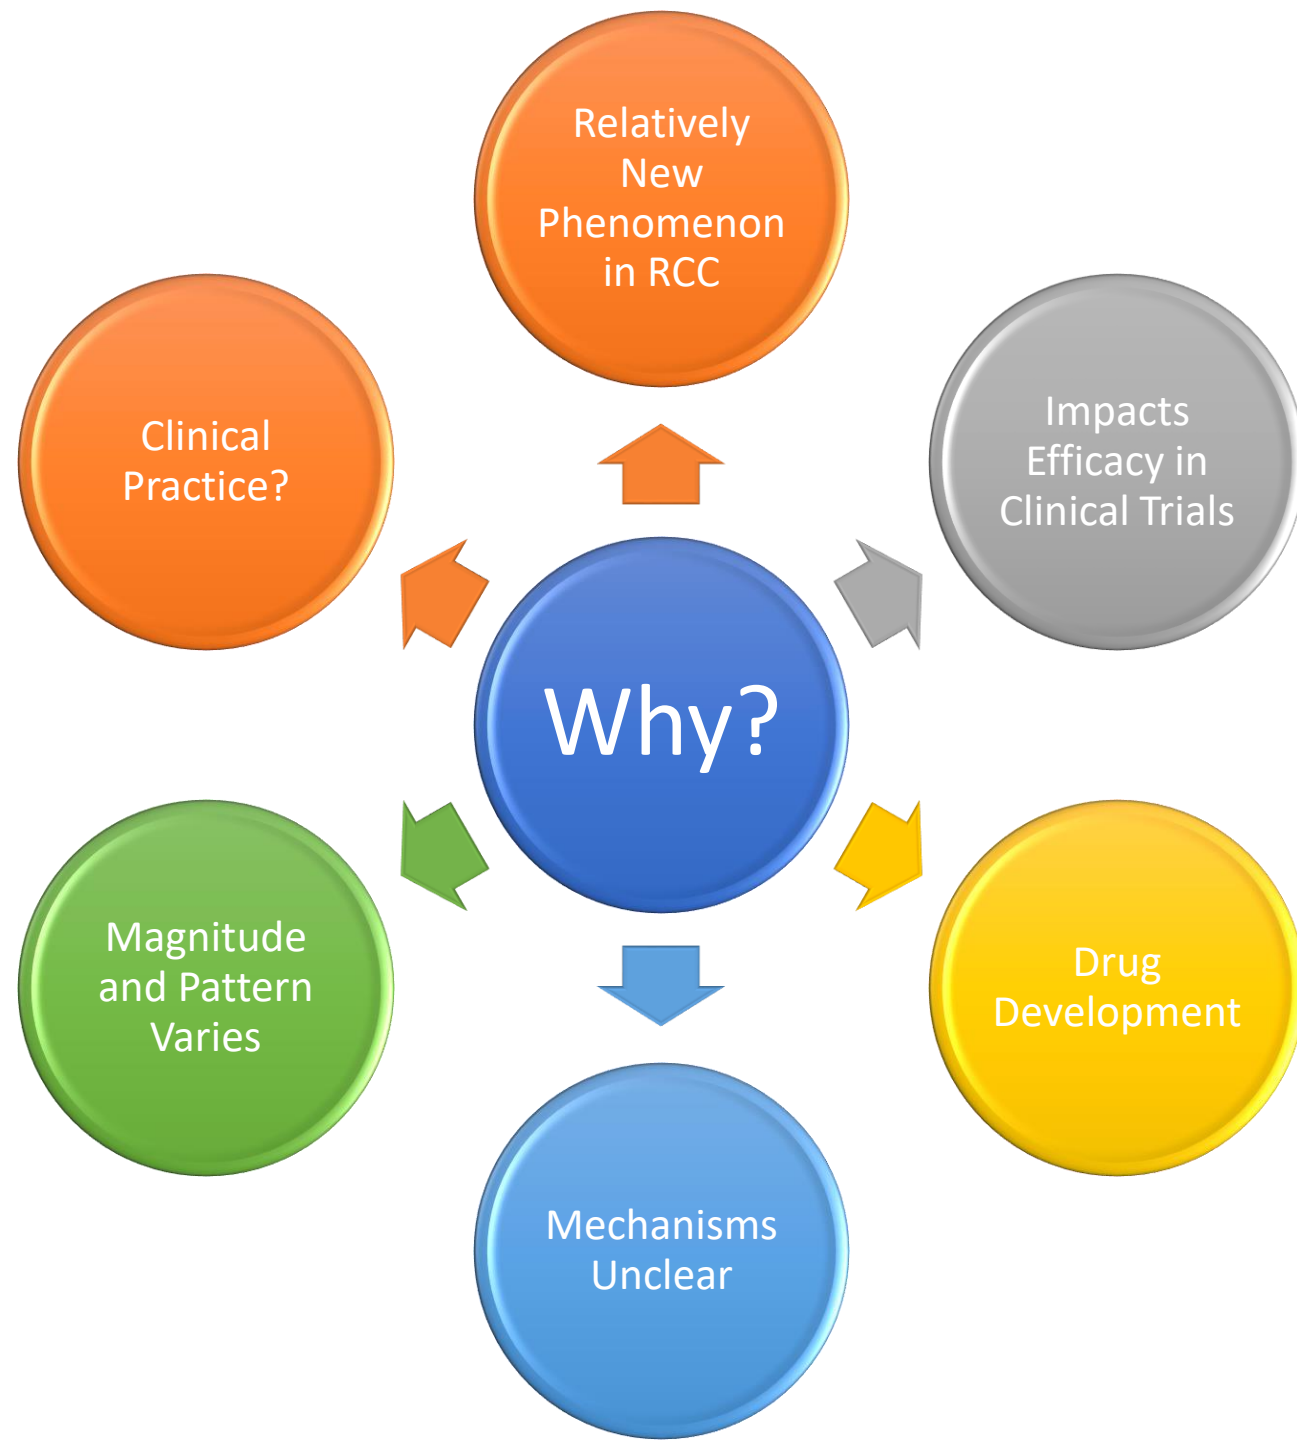 Relatively
New
Phenomenon
in RCC
Impacts
Efficacy in
Clinical Trials
Drug
Development
Mechanisms
Unclear
Magnitude
and Pattern
Varies
Clinical
Practice?
Why?